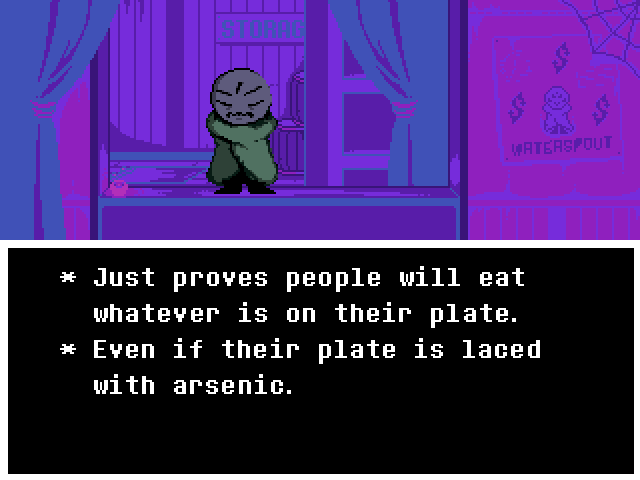 STORAG
$
$ $
WATERSPOUT
* Just proves people will eat
whatever is on their plate.
* Even if their plate is laced
with arsenic.